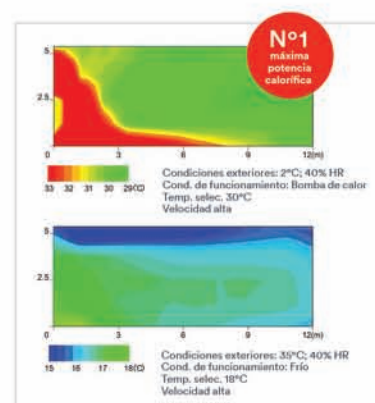 Nº1
máxima
potencia
calorífica
5
2.5
0
3
6
9
12(m)
33 32 31 30 29(ºC)
Condiciones exteriores: 2°C; 40% HR
Cond. de funcionamiento: Bomba de calor
Temp. selec. 30°C
Velocidad alta
5
2.5
0
3
6
9
12(m)
15 16 17 18(ºC)
Condiciones exteriores: 35°C; 40% HR
Cond. de funcionamiento: Frío
Temp. selec. 18°C
Velocidad alta